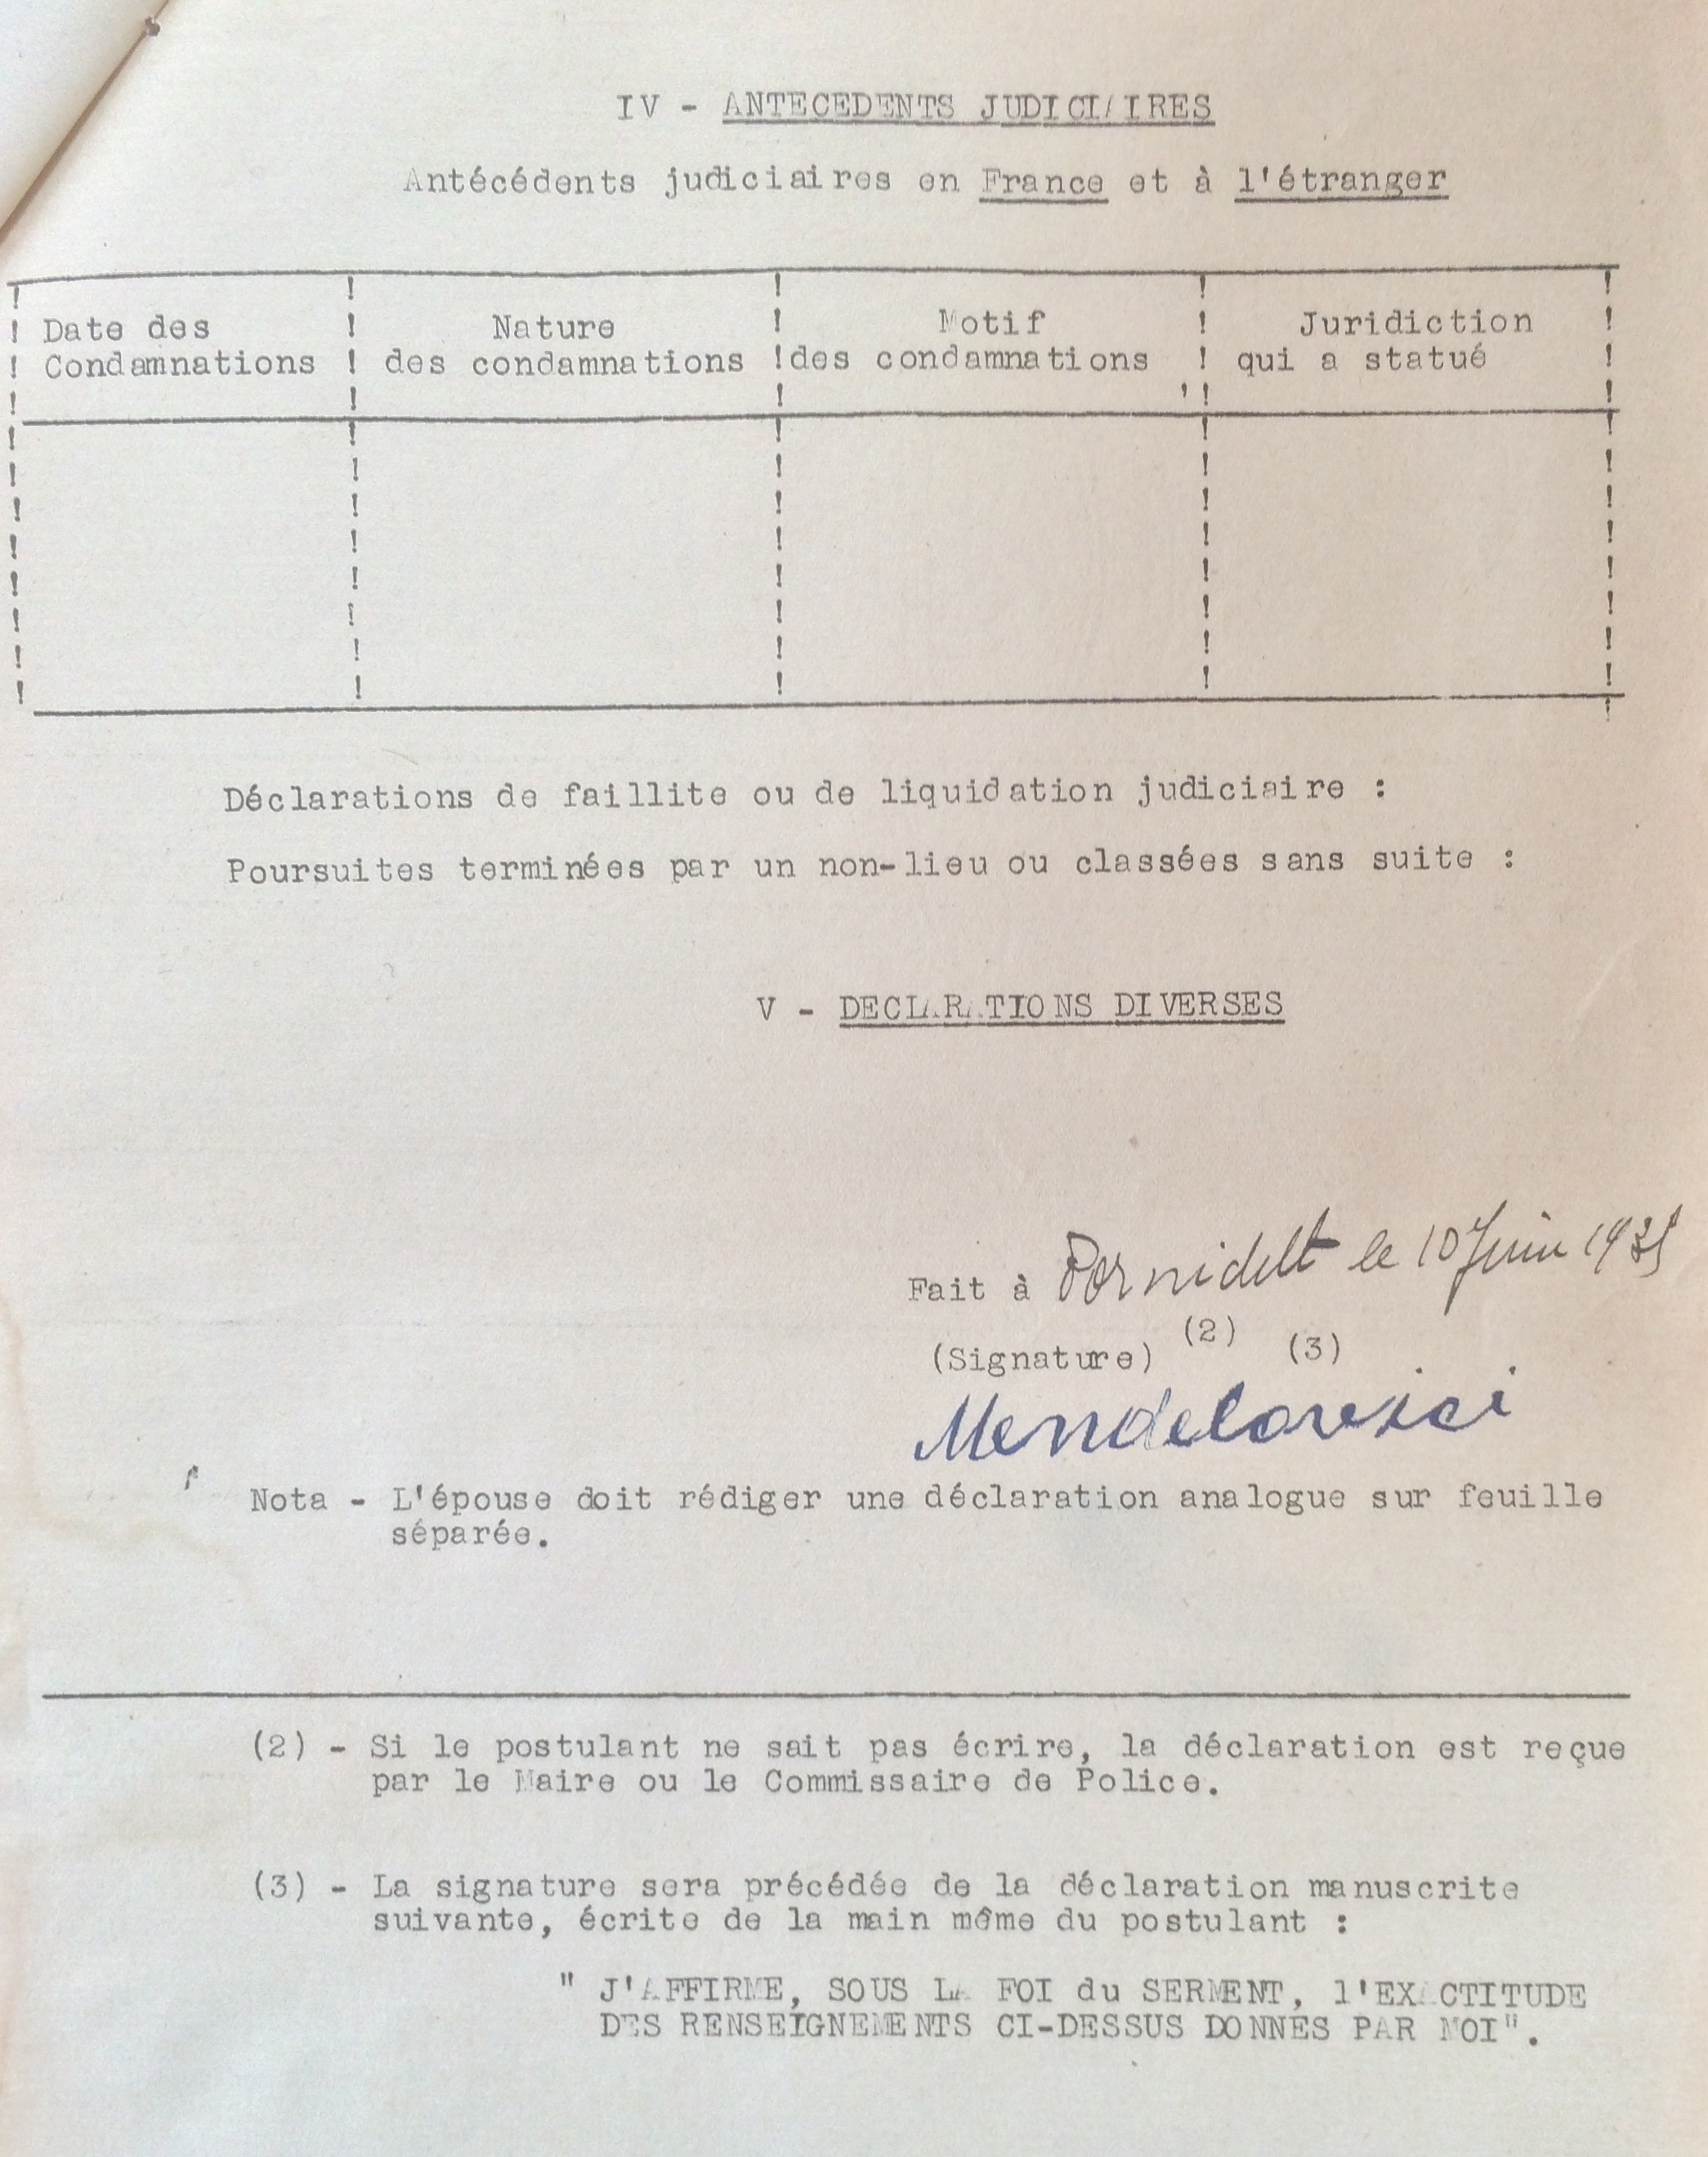 IV - ANTECEDENTS JUDICIAIRES
Antécédents judiciaires en France et à l'étranger
Date des Condamnations
Nature des condamnations
Motif des condamnations
Juridiction qui a statué
Déclarations de faillite ou de liquidation judiciaire :
Poursuites terminées par un non-lieu ou classées sans suite :
V - DECLARATIONS DIVERSES
Fait à le 10 Juin
(Signature) (2) (3)
Mendelovici
Nota - L'épouse doit rédiger une déclaration analogue sur feuille
séparée.
(2) - Si le postulant ne sait pas écrire, la déclaration est reçue
par le Maire ou le Commissaire de Police.
(3) - La signature sera précédée de la déclaration manuscrite
suivante, écrite de la main même du postulant :
" J'AFFIRME, SOUS LA FOI du SERMENT, l'EXACTITUDE
DES RENSEIGNEMENTS CI-DESSUS DONNES PAR MOI".